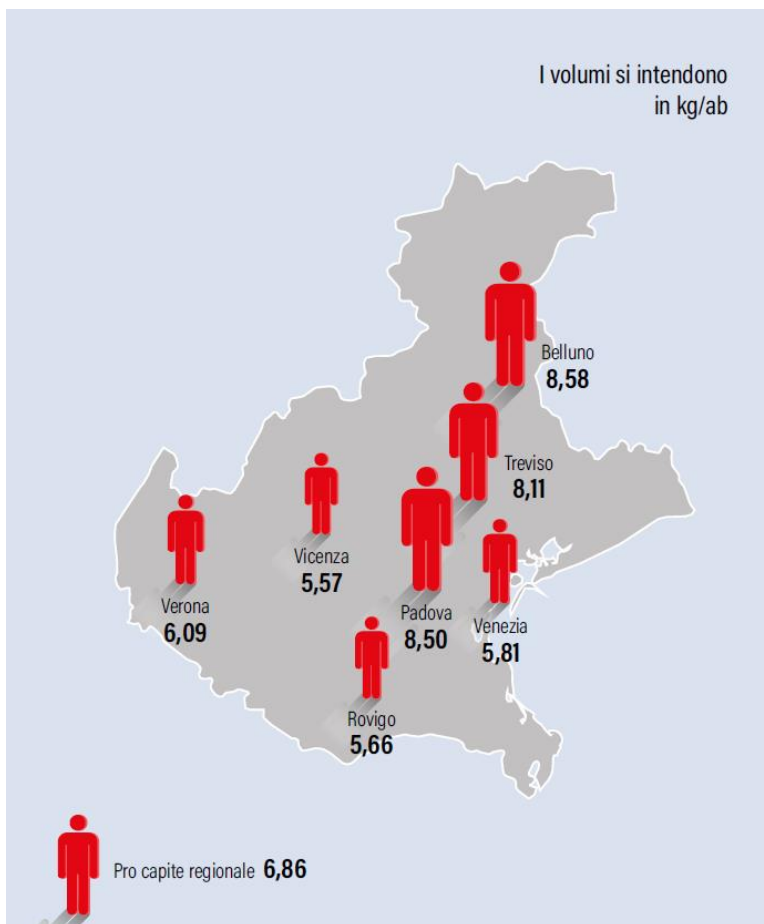 I volumi si intendono
in kg/ab
Belluno
8,58
Treviso
8,11
Vicenza
5,57
Verona
6,09
Padova
8,50
Venezia
5,81
Rovigo
5,66
Pro capite regionale 6,86